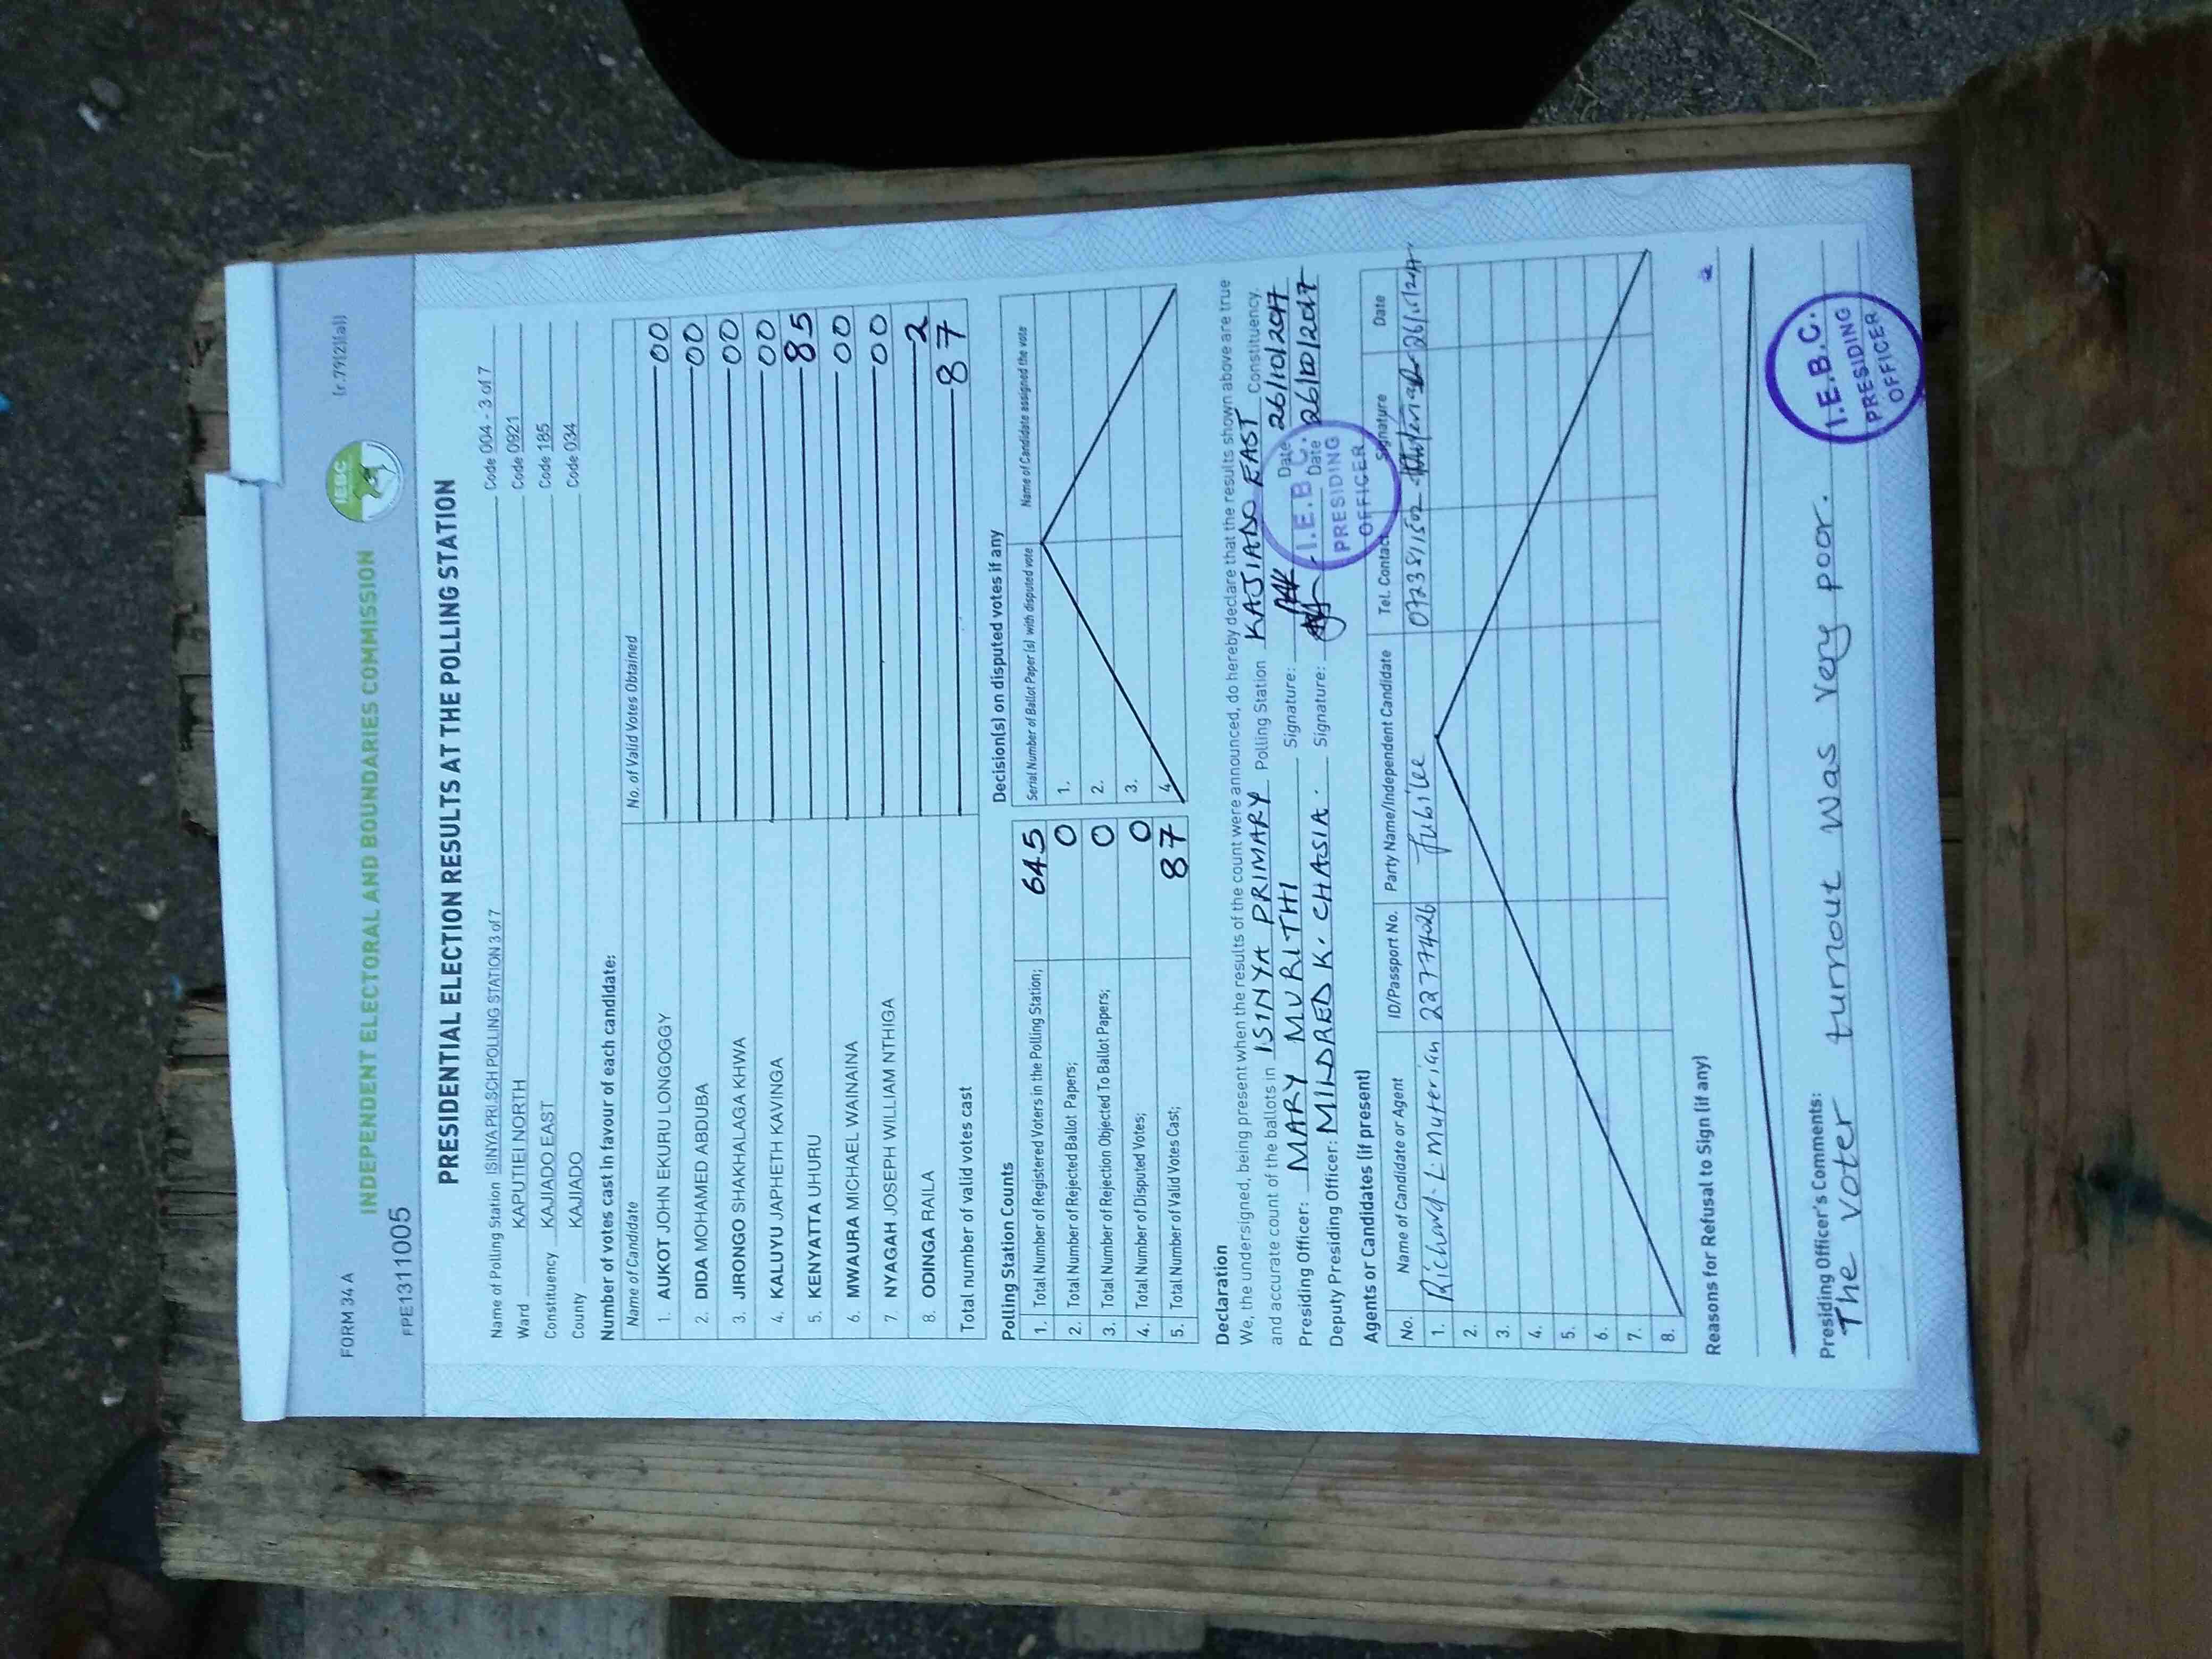 FORM 34 A
(r.79(2)(a))
INDEPENDENT ELECTORAL AND BOUNDARIES COMMISSION
IEBC
FPE1311005
PRESIDENTIAL ELECTION RESULTS AT THE POLLING STATION
Name of Polling Station ISINYA PRI.SCH POLLING STATION 3 of 7 Code 004 - 3 of 7
Ward KAPUTIEI NORTH Code 0921
Constituency KAJIADO EAST Code 185
County KAJIADO Code 034
Number of votes cast in favour of each candidate:
Name of Candidate No. of Valid Votes Obtained
1. AUKOT JOHN EKURU LONGOGGY 00
2. DIDA MOHAMED ABDUBA 00
3. JIRONGO SHAKHALAGA KHWA 00
4. KALUYU JAPHETH KAVINGA 00
5. KENYATTA UHURU 85
6. MWAURA MICHAEL WAINAINA 00
7. NYAGAH JOSEPH WILLIAM NTHIGA 00
8. ODINGA RAILA 2
Total number of valid votes cast 87
Polling Station Counts
1. Total Number of Registered Voters in the Polling Station; 645
2. Total Number of Rejected Ballot Papers; 0
3. Total Number of Rejection Objected To Ballot Papers; 0
4. Total Number of Disputed Votes; 0
5. Total Number of Valid Votes Cast; 87
Decision(s) on disputed votes if any
Serial Number of Ballot Paper (s) with disputed vote Name of Candidate assigned the vote
1.
2.
3.
4.
Declaration
We, the undersigned, being present when the results of the count were announced, do hereby declare that the results shown above are true
and accurate count of the ballots in ISINYA PRIMARY Polling Station KAJIADO EAST Constituency.
Presiding Officer: MARY MURITHI Signature: Date 26/10/2017
Deputy Presiding Officer: MILDRED K. CHASIA. Signature: Date 26/10/2017
I.E.B.C.
PRESIDING
OFFICER
Agents or Candidates (if present)
No. Name of Candidate or Agent ID/Passport No. Party Name/Independent Candidate Tel. Contact Signature Date
1. Richard L. Muterian 22774026 Jubilee
2.
3.
4.
5.
6.
7.
8.
Reasons for Refusal to Sign (if any)
Presiding Officer's Comments:
The voter turnout was very poor.
I.E.B.C.
PRESIDING
OFFICER